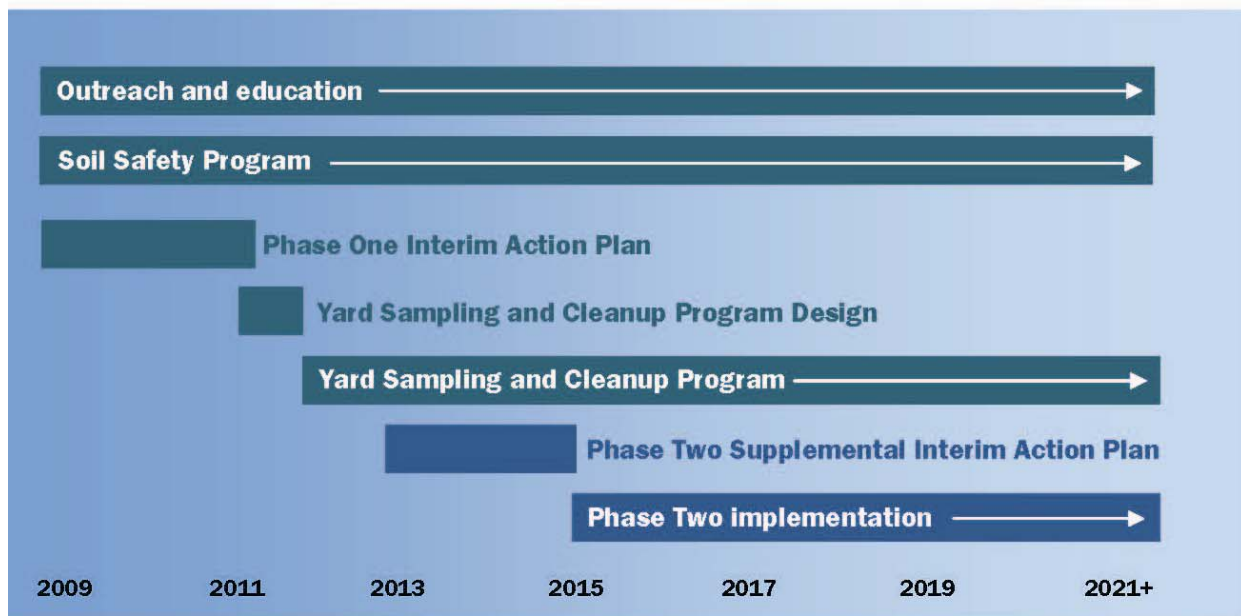 Outreach and education
Soil Safety Program
Phase One Interim Action Plan
Yard Sampling and Cleanup Program Design
Yard Sampling and Cleanup Program
Phase Two Supplemental Interim Action Plan
Phase Two implementation
2009 2011 2013 2015 2017 2019 2021+